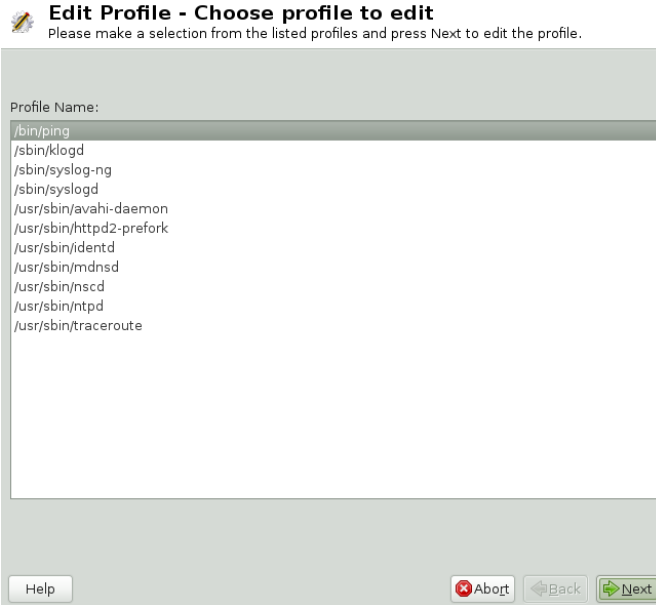 Edit Profile - Choose profile to edit
Please make a selection from the listed profiles and press Next to edit the profile.
Profile Name:
/bin/ping
/sbin/klogd
/sbin/syslog-ng
/sbin/syslogd
/usr/sbin/avahi-daemon
/usr/sbin/httpd2-prefork
/usr/sbin/identd
/usr/sbin/mdnsd
/usr/sbin/nscd
/usr/sbin/ntpd
/usr/sbin/traceroute
Help Abort Back Next